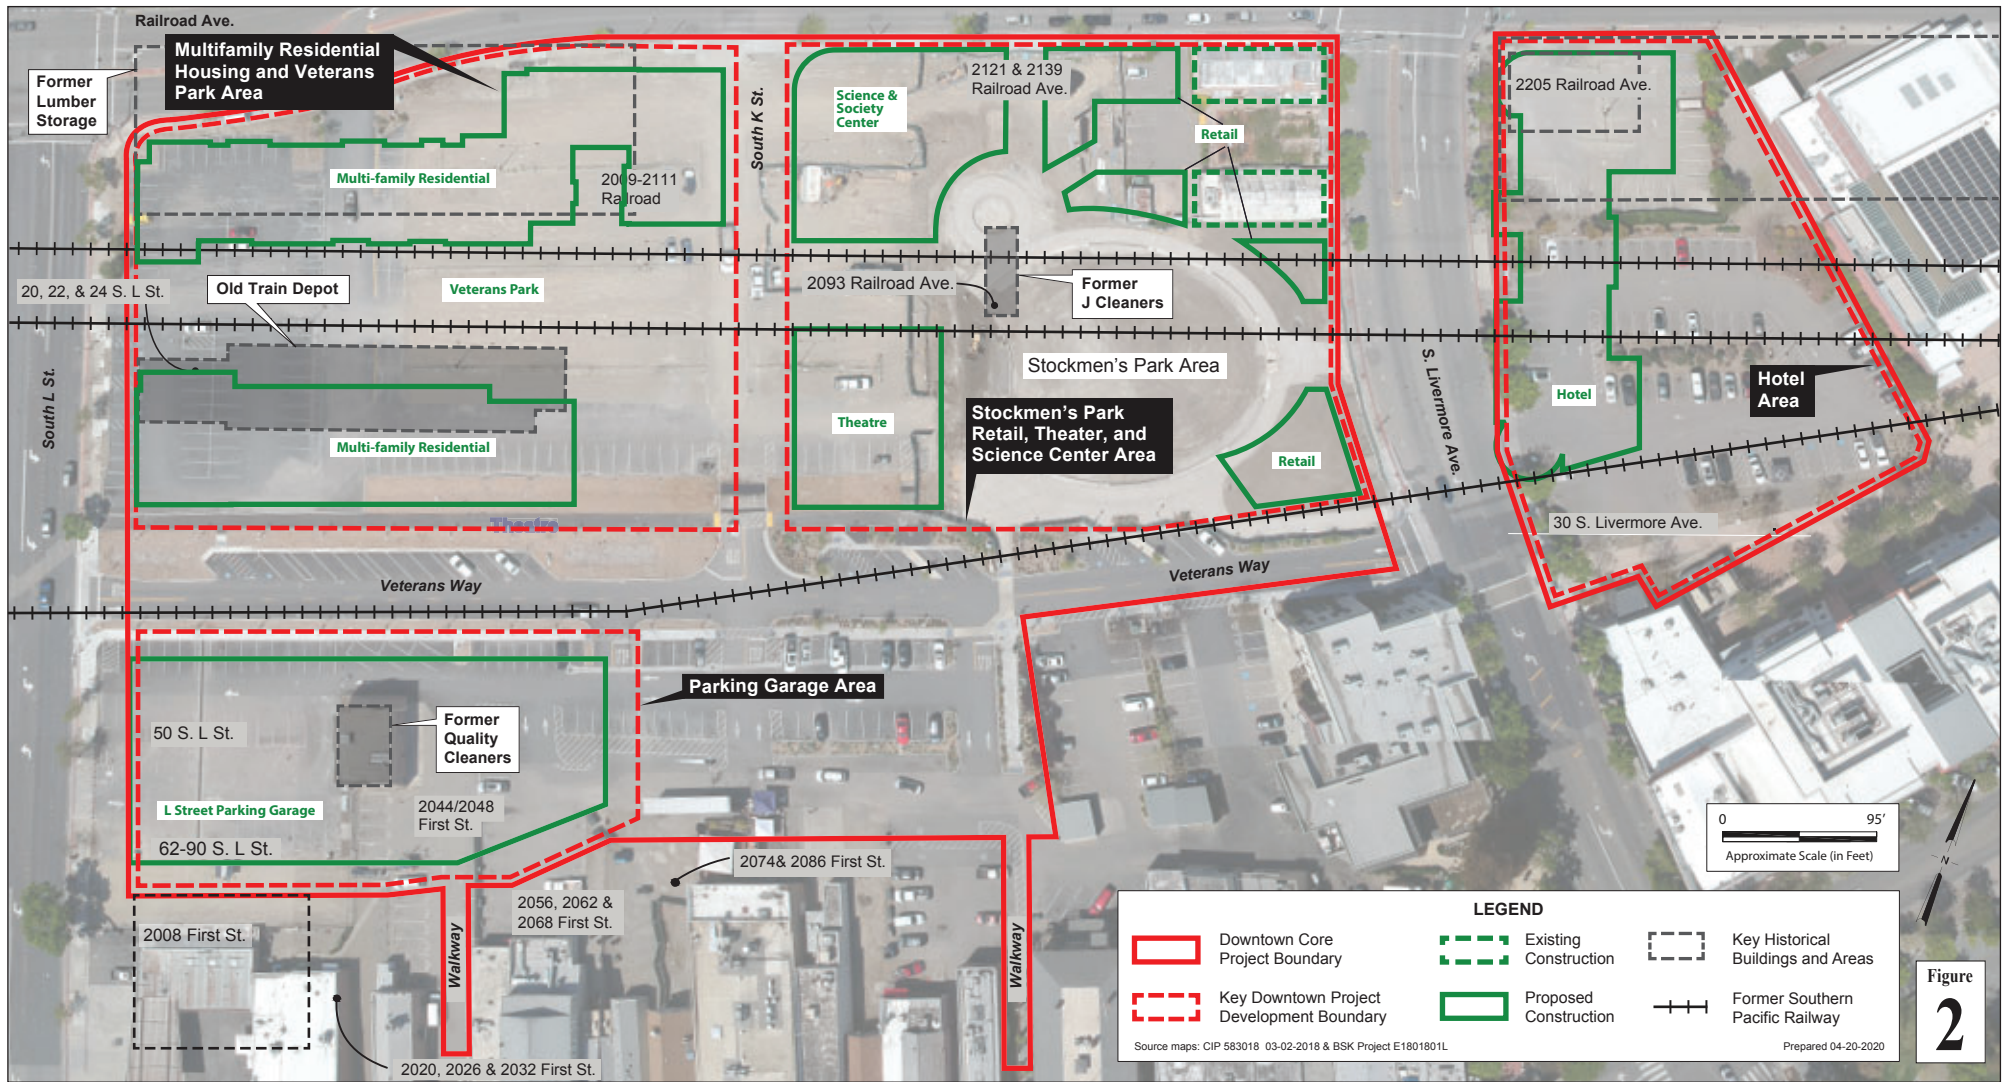 Railroad Ave.
Multifamily Residential
Housing and Veterans
Park Area
Former
Lumber
Storage
Multi-family Residential
2009-2111
Railroad
South K St.
Science &
Society
Center
2121 & 2139
Railroad Ave.
Retail
2205 Railroad Ave.
20, 22, & 24 S. L St.
Old Train Depot
Veterans Park
2093 Railroad Ave.
Former
J Cleaners
Stockmen's Park Area
South L St.
Multi-family Residential
Theatre
Theatre
Stockmen's Park
Retail, Theater, and
Science Center Area
Retail
S. Livermore Ave.
Hotel
Hotel
Area
30 S. Livermore Ave.
Veterans Way
Veterans Way
Parking Garage Area
50 S. L St.
Former
Quality
Cleaners
L Street Parking Garage
2044/2048
First St.
62-90 S. L St.
2074& 2086 First St.
2056, 2062 &
2068 First St.
2008 First St.
Walkway
Walkway
2020, 2026 & 2032 First St.
0 95'
Approximate Scale (in Feet)
N
LEGEND
Downtown Core
Project Boundary
Existing
Construction
Key Historical
Buildings and Areas
Key Downtown Project
Development Boundary
Proposed
Construction
Former Southern
Pacific Railway
Source maps: CIP 583018 03-02-2018 & BSK Project E1801801L
Prepared 04-20-2020
Figure
2